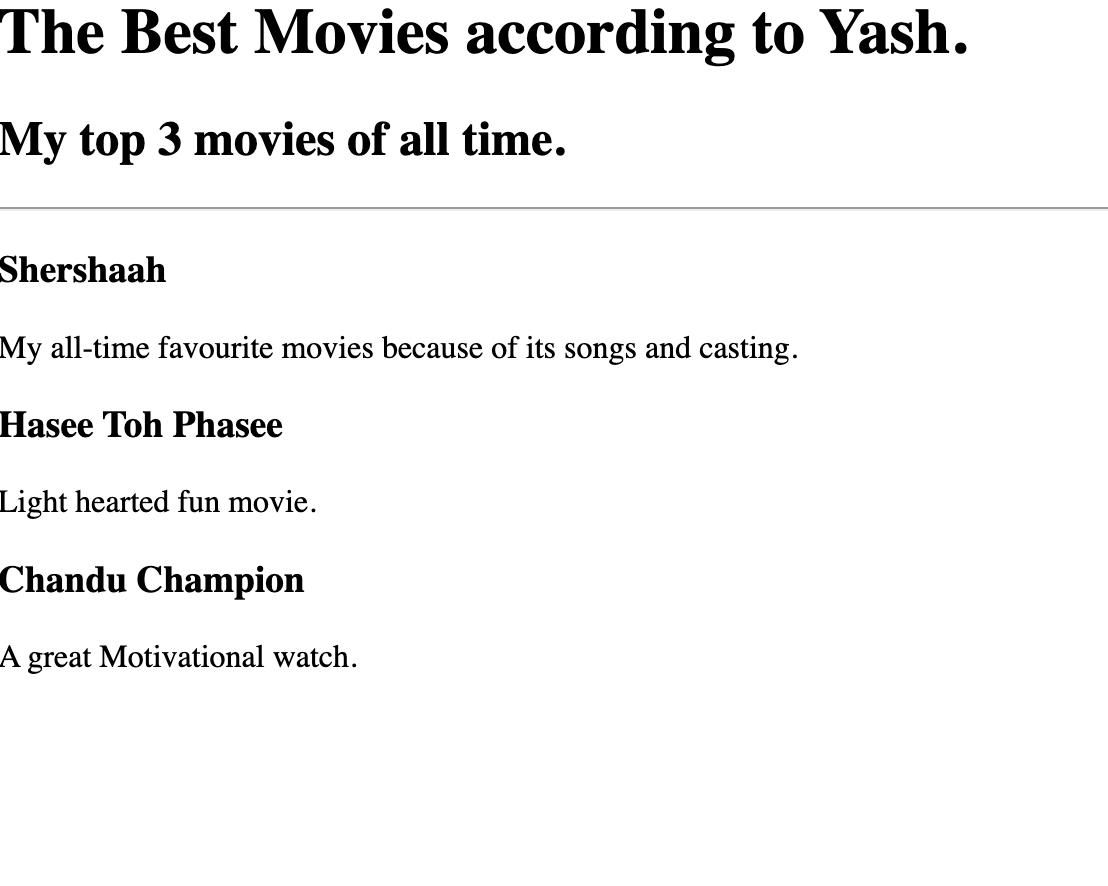 The Best Movies according to Yash.
My top 3 movies of all time.
Shershaah
My all-time favourite movies because of its songs and casting.
Hasee Toh Phasee
Light hearted fun movie.
Chandu Champion
A great Motivational watch.